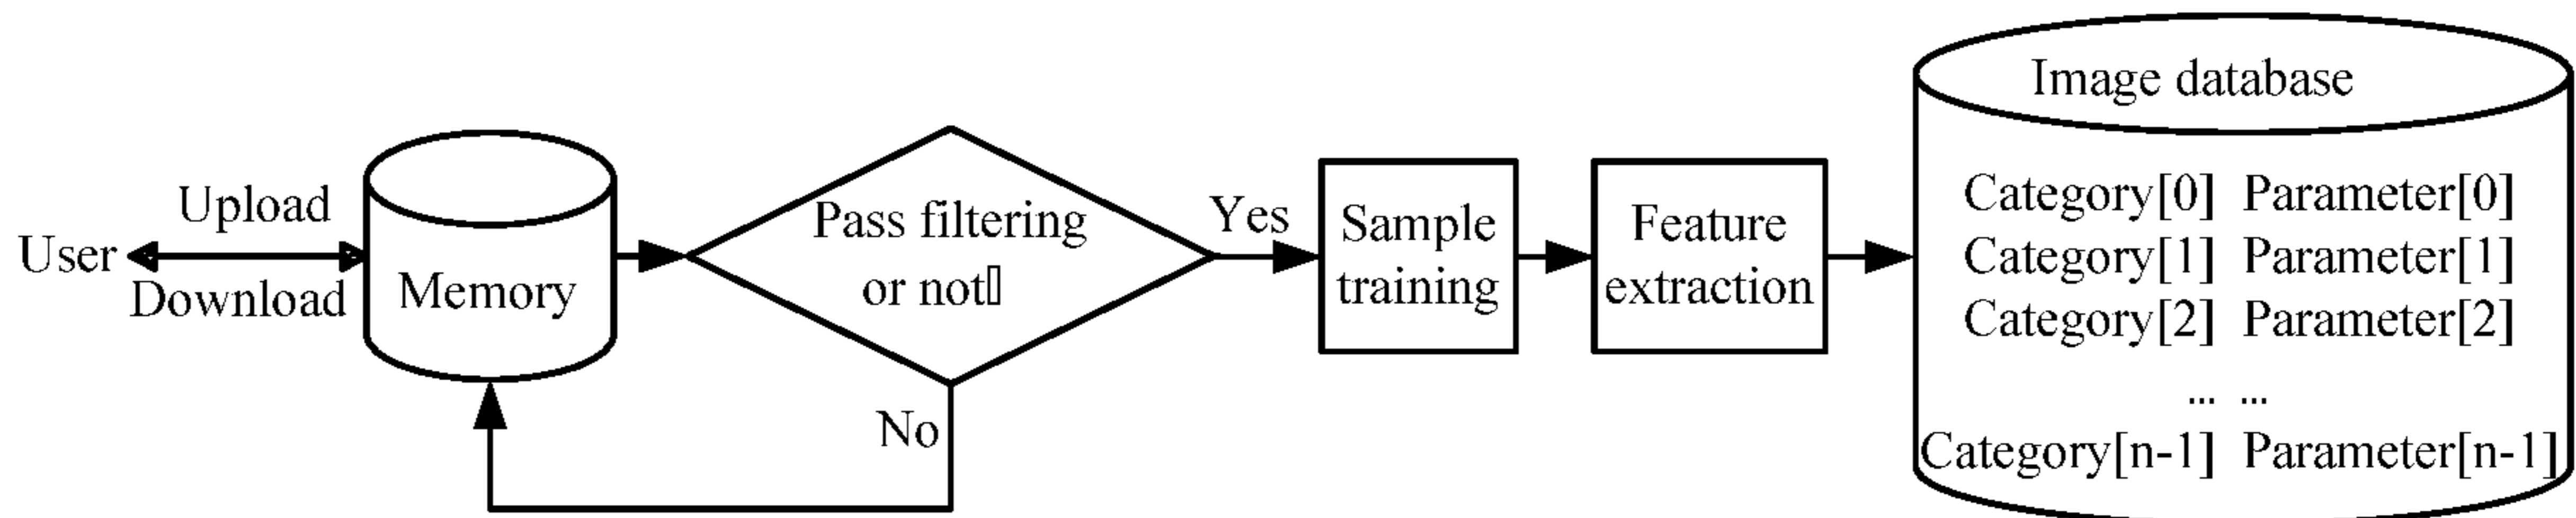 User
Upload
Download
Memory
Pass filtering
or not▯
Yes
No
Sample
training
Feature
extraction
Image database
Category[0] Parameter[0]
Category[1] Parameter[1]
Category[2] Parameter[2]
... ...
Category[n-1] Parameter[n-1]